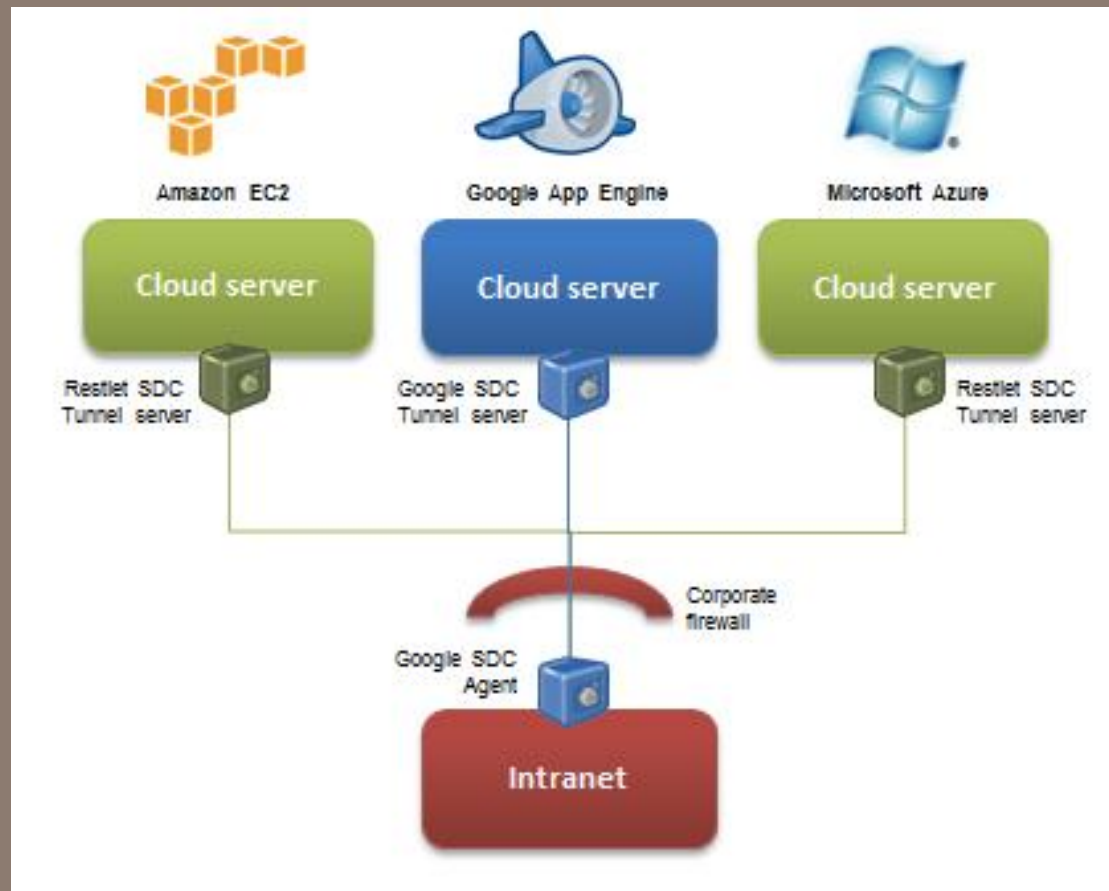 Amazon EC2
Google App Engine
Microsoft Azure
Cloud server
Cloud server
Cloud server
Restlet SDC
Tunnel server
Google SDC
Tunnel server
Restlet SDC
Tunnel server
Corporate
firewall
Google SDC
Agent
Intranet